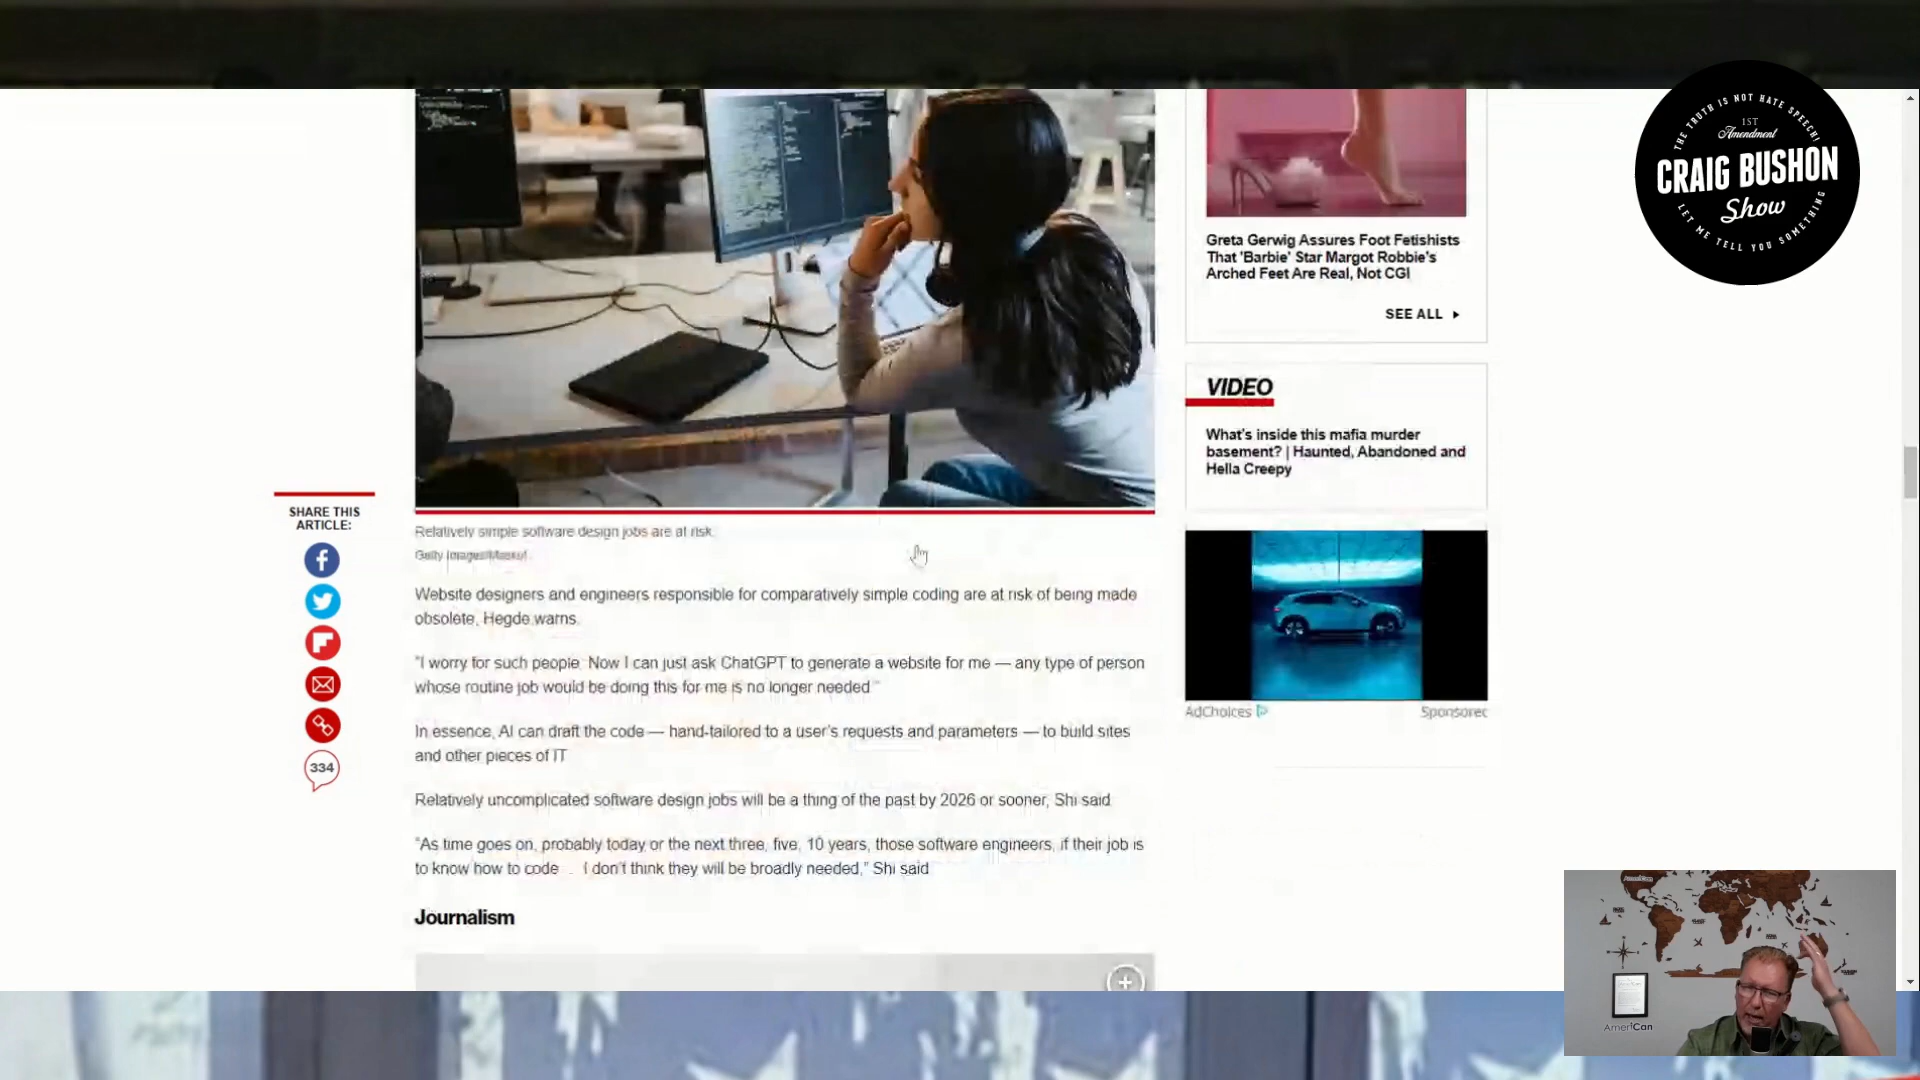 THE TRUTH IS NOT HATE SPEECH!
1ST
Amendment
CRAIG BUSHON
Show
LET ME TELL YOU SOMETHING
Greta Gerwig Assures Foot Fetishists
That 'Barbie' Star Margot Robbie's
Arched Feet Are Real, Not CGI
SEE ALL
VIDEO
What's inside this mafia murder
basement? | Haunted, Abandoned and
Hella Creepy
AdChoices
Sponsored
SHARE THIS
ARTICLE:
334
Relatively simple software design jobs are at risk.
Getty Images/Maskot
Website designers and engineers responsible for comparatively simple coding are at risk of being made
obsolete, Hegde warns.
"I worry for such people. Now I can just ask ChatGPT to generate a website for me — any type of person
whose routine job would be doing this for me is no longer needed."
In essence, AI can draft the code — hand-tailored to a user's requests and parameters — to build sites
and other pieces of IT
Relatively uncomplicated software design jobs will be a thing of the past by 2026 or sooner, Shi said
"As time goes on, probably today or the next three, five, 10 years, those software engineers, if their job is
to know how to code . . I don't think they will be broadly needed," Shi said
Journalism
AmeriCan